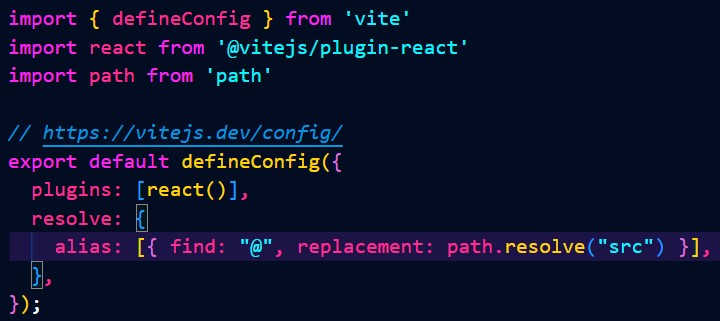 import { defineConfig } from 'vite'
import react from '@vitejs/plugin-react'
import path from 'path'
// https://vitejs.dev/config/
export default defineConfig({
plugins: [react()],
resolve: {
alias: [{ find: "@", replacement: path.resolve("src") }],
},
});